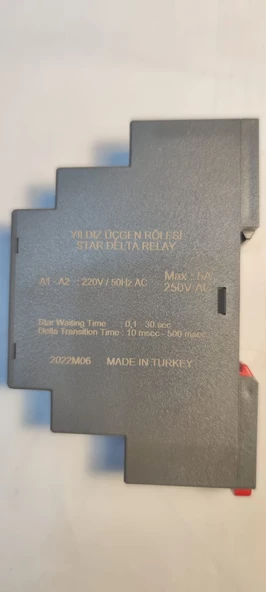 YILDIZ ÜÇGEN RÖLESİ
STAR DELTA RELAY
A1 - A2 : 220V / 50Hz AC
Max : 5A
250V AC
Star Waiting Time : 0,1 - 30 sec
Delta Transition Time : 10 msec - 500 msec
2022M06 MADE IN TURKEY